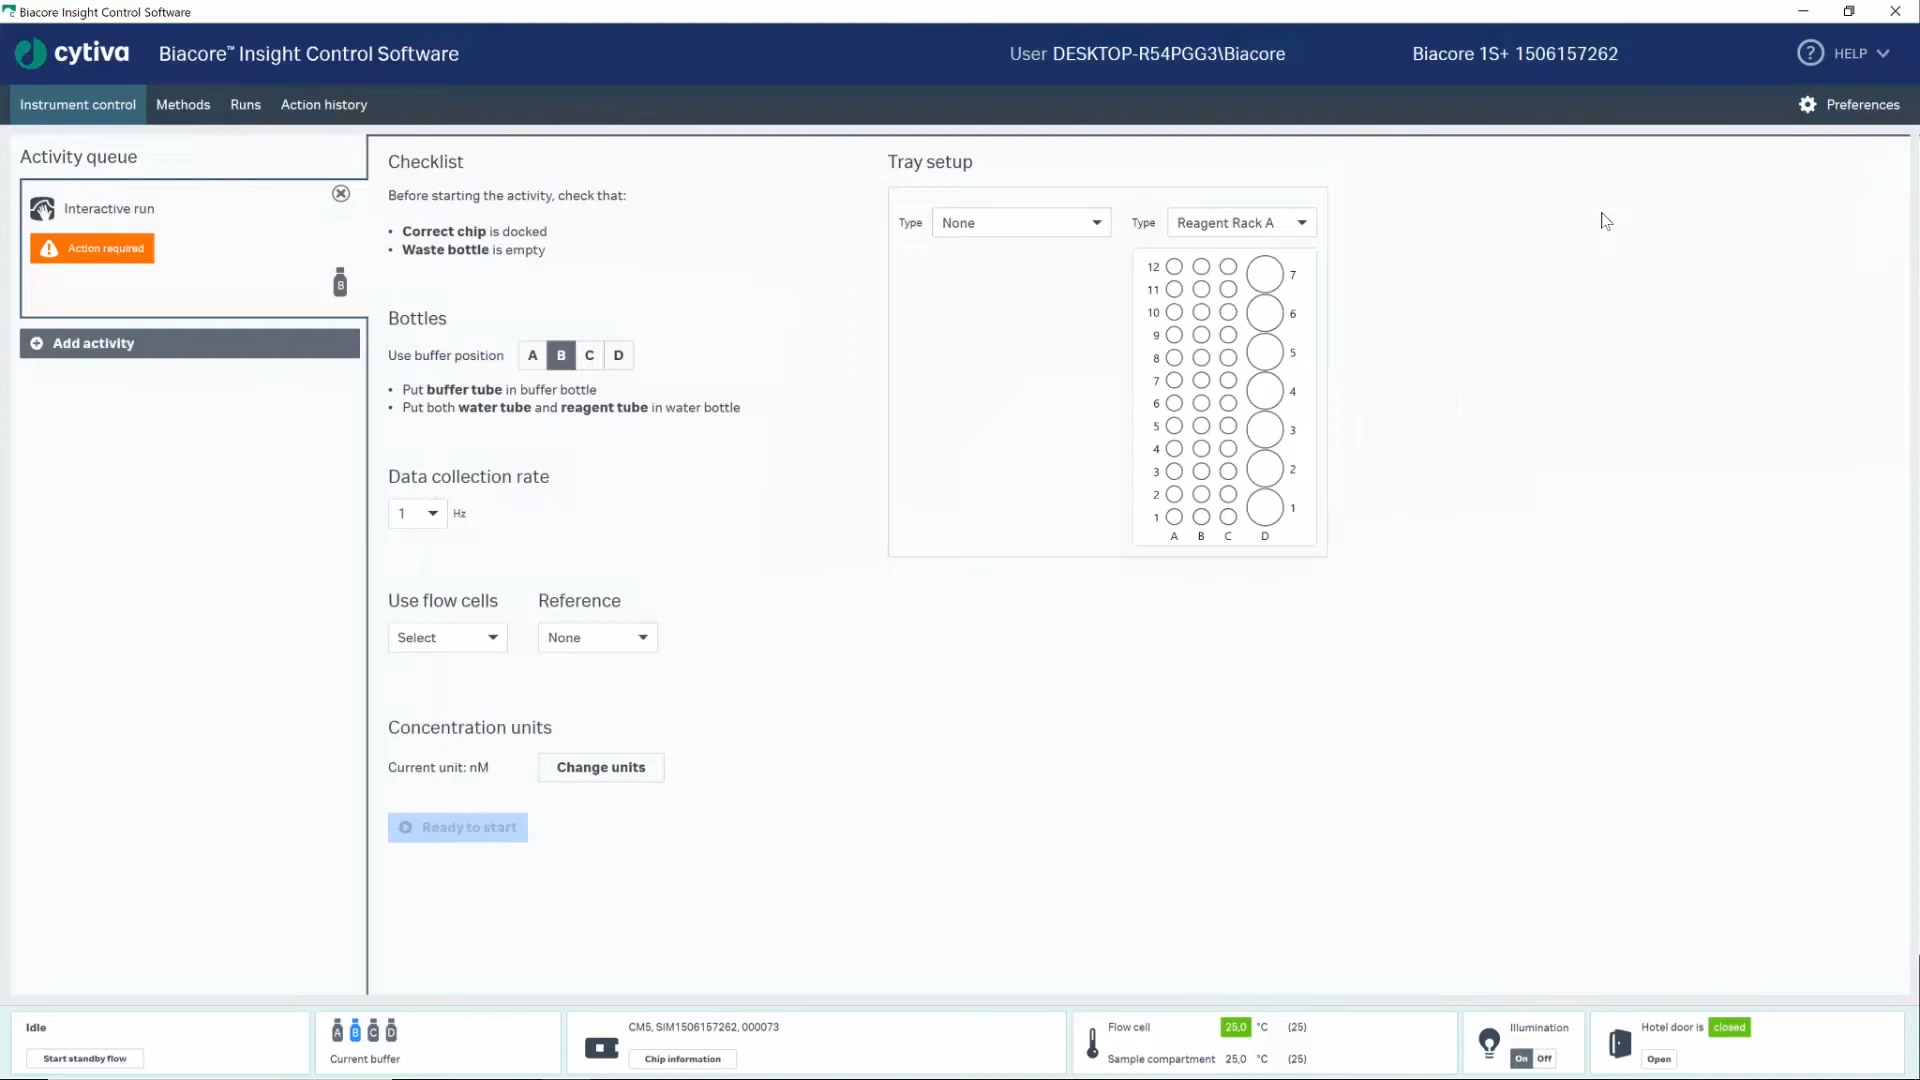 Biacore Insight Control Software
cytiva
Biacore™ Insight Control Software
User DESKTOP-R54PGG3\Biacore
Biacore 1S+ 1506157262
? HELP
Instrument control
Methods
Runs
Action history
Preferences
Activity queue
Interactive run
Action required
B
Add activity
Checklist
Before starting the activity, check that:
• Correct chip is docked
• Waste bottle is empty
Bottles
Use buffer position A B C D
• Put buffer tube in buffer bottle
• Put both water tube and reagent tube in water bottle
Data collection rate
1 Hz
Use flow cells
Select
Reference
None
Concentration units
Current unit: nM
Change units
Ready to start
Tray setup
Type None
Type Reagent Rack A
12
11
10
9
8
7
6
5
4
3
2
1
7
6
5
4
3
2
1
A B C D
Idle
Start standby flow
A B C D
Current buffer
CM5, SIM1506157262, 000073
Chip information
Flow cell 25,0 °C (25)
Sample compartment 25,0 °C (25)
Illumination
On Off
Hotel door is closed
Open